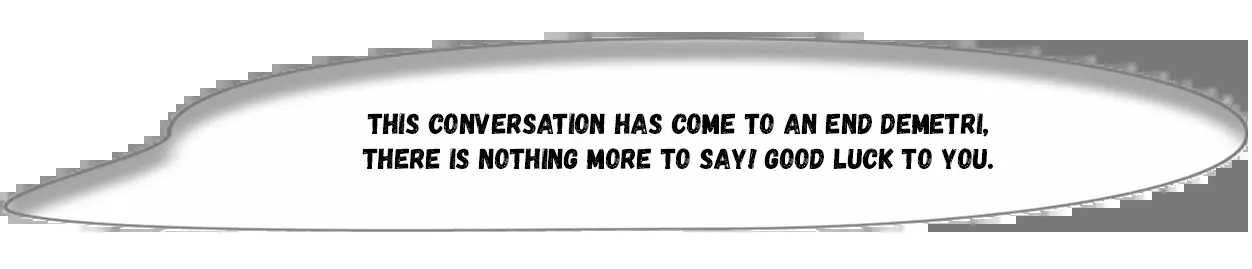 THIS CONVERSATION HAS COME TO AN END DEMETRI,
THERE IS NOTHING MORE TO SAY! GOOD LUCK TO YOU.